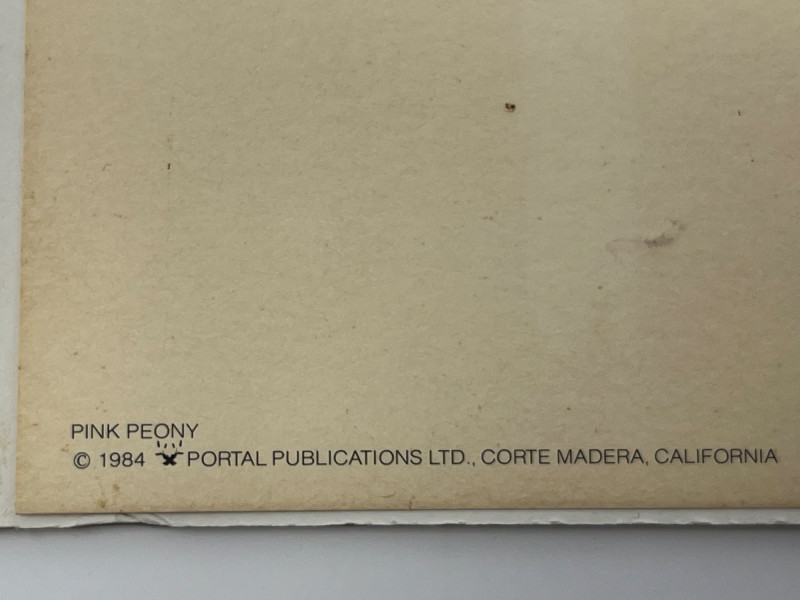 PINK PEONY
© 1984 PORTAL PUBLICATIONS LTD., CORTE MADERA, CALIFORNIA